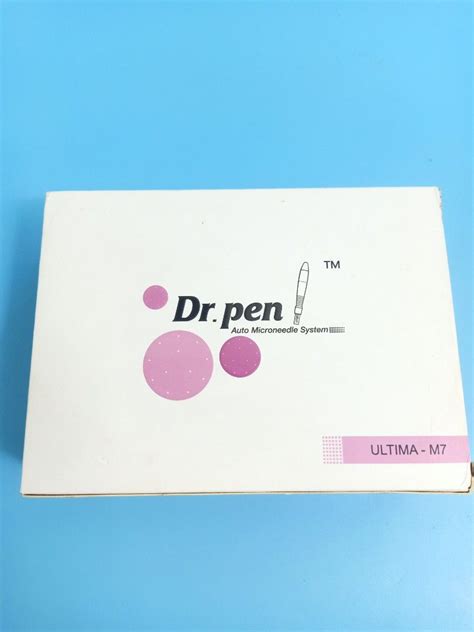 Dr. pen TM
Auto Microneedle System
ULTIMA - M7